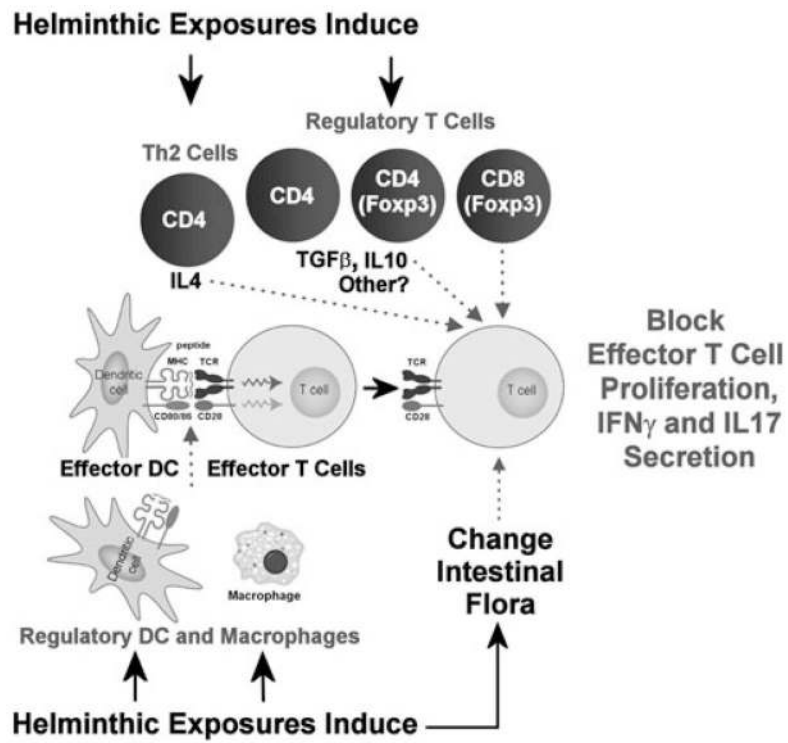 Helminthic Exposures Induce
Regulatory T Cells
Th2 Cells
CD4
CD4
CD4
(Foxp3)
CD8
(Foxp3)
IL4
TGFβ, IL10
Other?
peptide
MHC TCR
Dendritic
cell
T cell
CD80/86 CD28
Effector DC
Effector T Cells
TCR
T cell
CD28
Block
Effector T Cell
Proliferation,
IFNγ and IL17
Secretion
Dendritic
cell
Macrophage
Regulatory DC and Macrophages
Change
Intestinal
Flora
Helminthic Exposures Induce